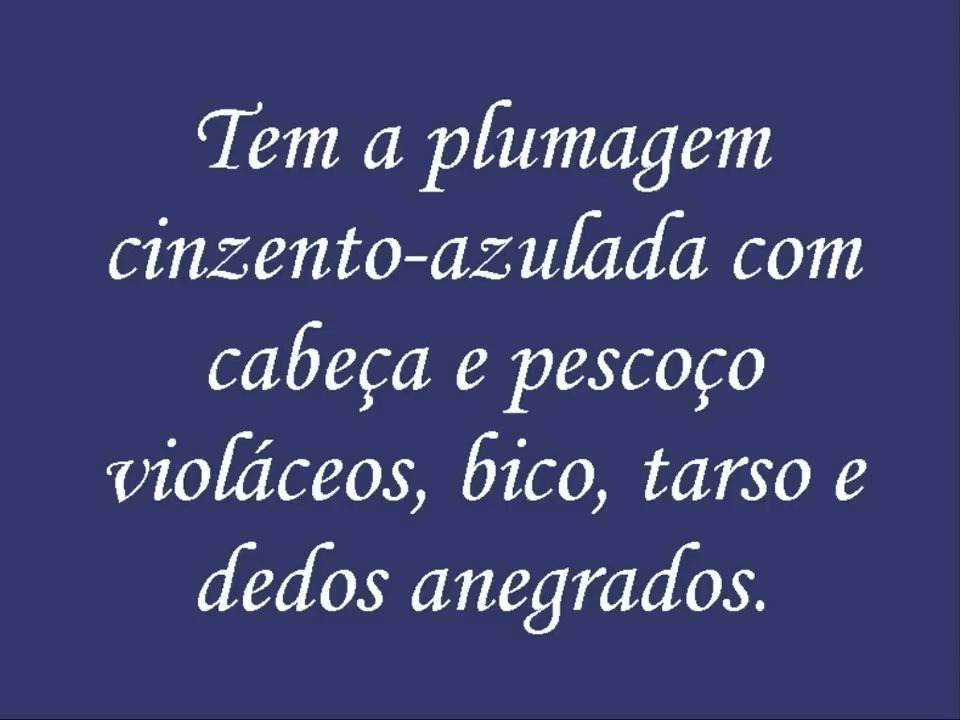 Tem a plumagem
cinzento-azulada com
cabeça e pescoço
violáceos, bico, tarso e
dedos anegrados.